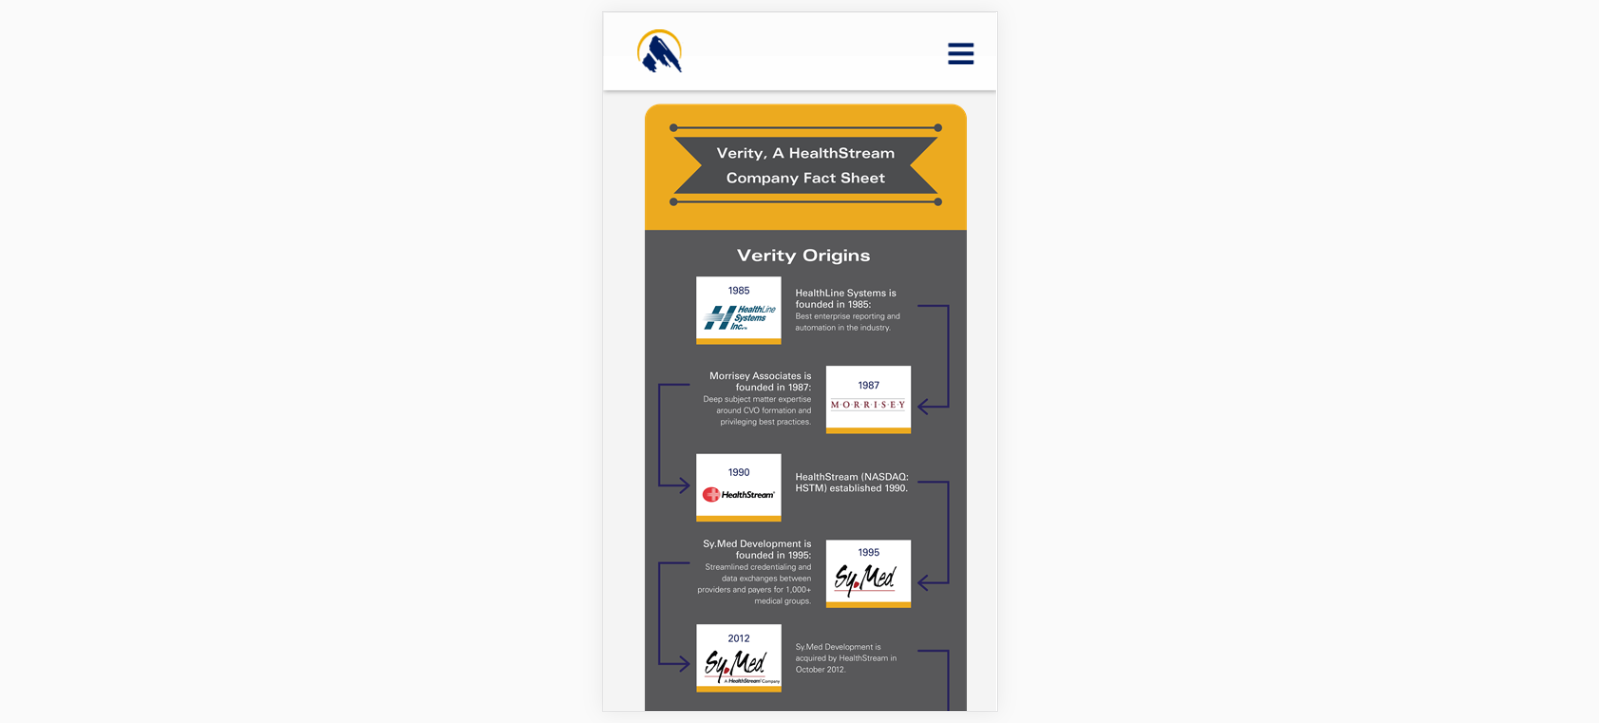 Verity, A HealthStream
Company Fact Sheet
Verity Origins
1985
HealthLine
Systems
Inc.
HealthLine Systems is
founded in 1985:
Best enterprise reporting and
automation in the industry.
Morrisey Associates is
founded in 1987:
Deep subject matter expertise
around CVO formation and
privileging best practices.
1987
M·O·R·R·I·S·E·Y
1990
HealthStream
HealthStream (NASDAQ:
HSTM) established 1990.
Sy.Med Development is
founded in 1995:
Streamlined credentialing and
data exchanges between
providers and payers for 1,000+
medical groups.
1995
Sy.Med
2012
Sy.Med
A HealthStream Company
Sy.Med Development is
acquired by HealthStream in
October 2012.